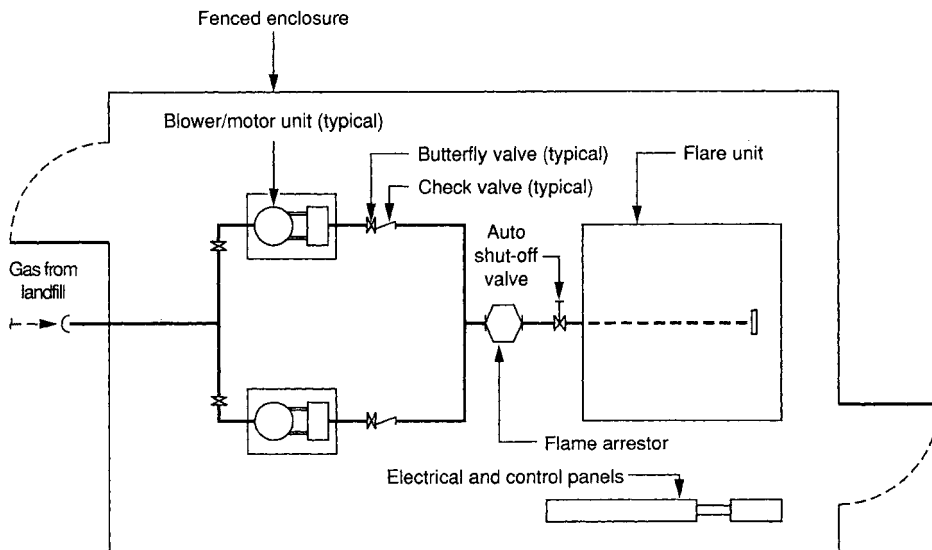 Fenced enclosure
Blower/motor unit (typical)
Butterfly valve (typical)
Check valve (typical)
Flare unit
Auto
shut-off
valve
Gas from
landfill
Flame arrestor
Electrical and control panels